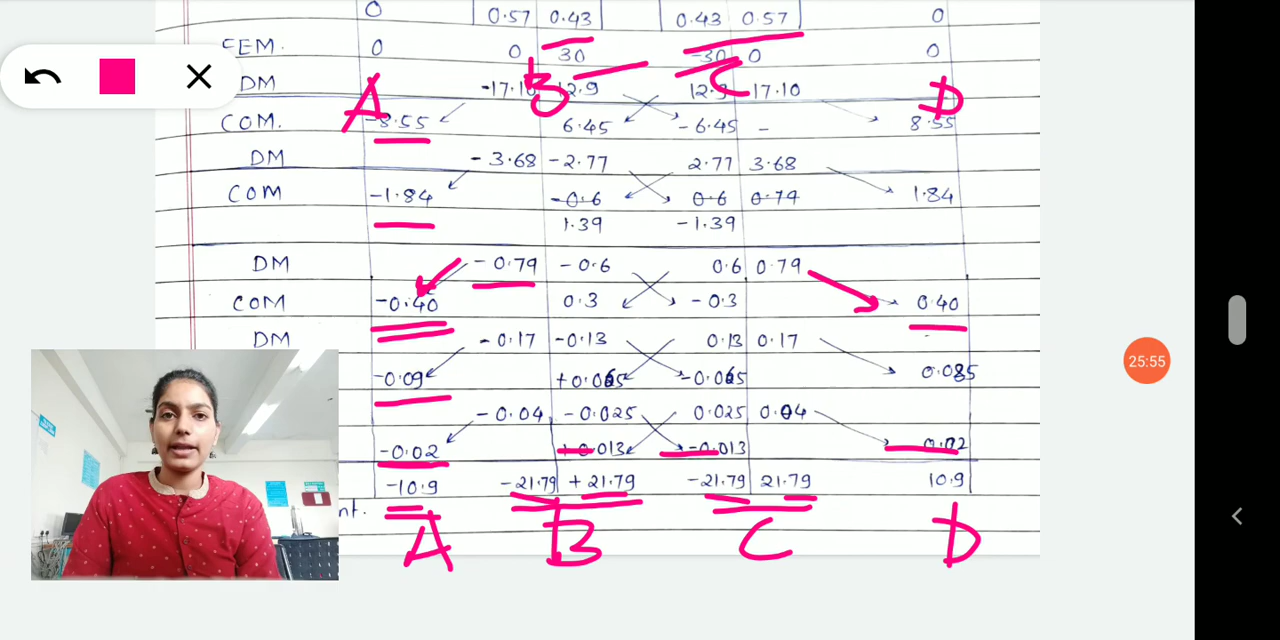 0 0.57 0.43 0.43 0.57 0
FEM. 0 0 30 -30 0 0
DM -17.10 12.9 12.9 17.10
A B C D
COM. -8.55 6.45 -6.45 - 8.55
DM -3.68 -2.77 2.77 3.68
COM -1.84 -0.6 0.6 0.79 1.84
1.39 -1.39
DM -0.79 -0.6 0.6 0.79
COM -0.40 0.3 -0.3 0.40
DM -0.17 -0.13 0.13 0.17
-0.09 +0.065 -0.065 0.085
-0.04 -0.025 0.025 0.04
-0.02 +0.013 -0.013 0.02
-10.9 -21.79 +21.79 -21.79 21.79 10.9
nt.
A B C D
25:55